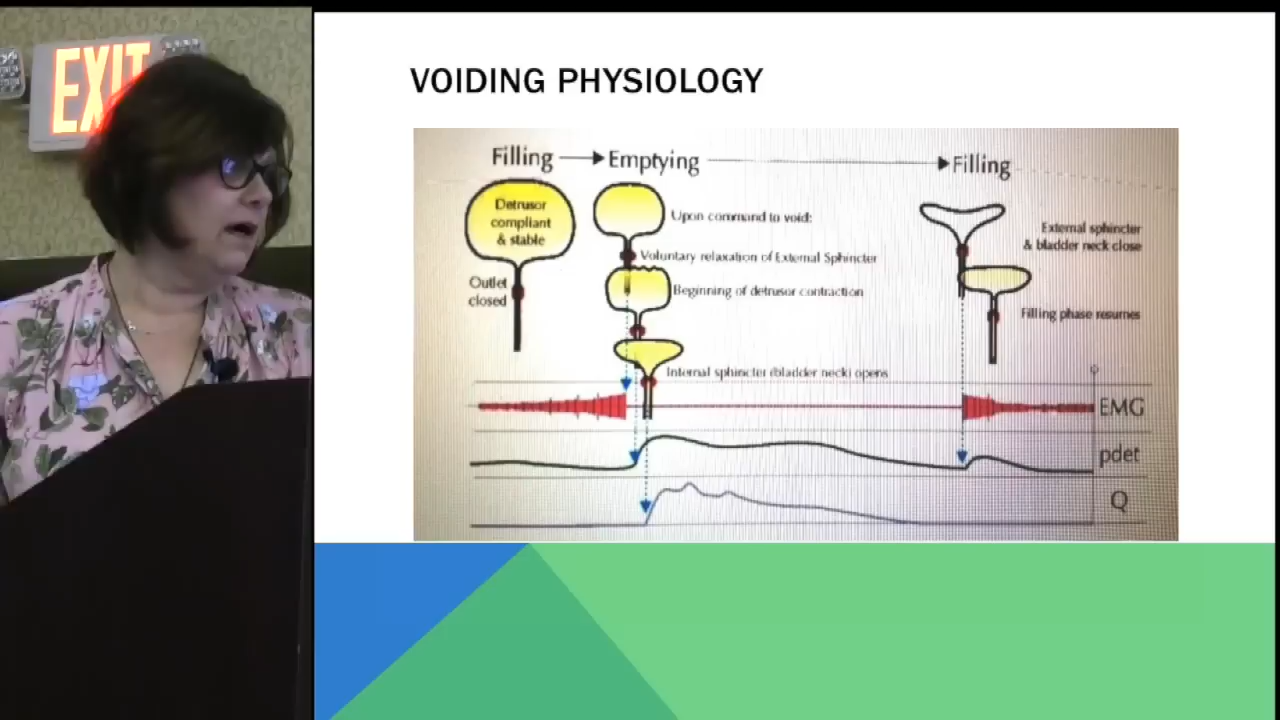 EXIT
VOIDING PHYSIOLOGY
Filling Emptying Filling
Detrusor
compliant
& stable
Outlet
closed
Upon command to void:
Voluntary relaxation of External Sphincter
Beginning of detrusor contraction
Internal sphincter (bladder neck) opens
External sphincter
& bladder neck close
Filling phase resumes
EMG
pdet
Q